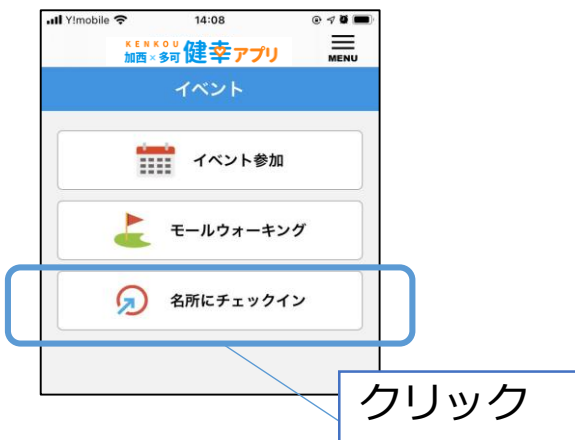 Y!mobile 14:08
KENKOU
加西×多可 健幸アプリ
MENU
イベント
イベント参加
モールウォーキング
名所にチェックイン
クリック